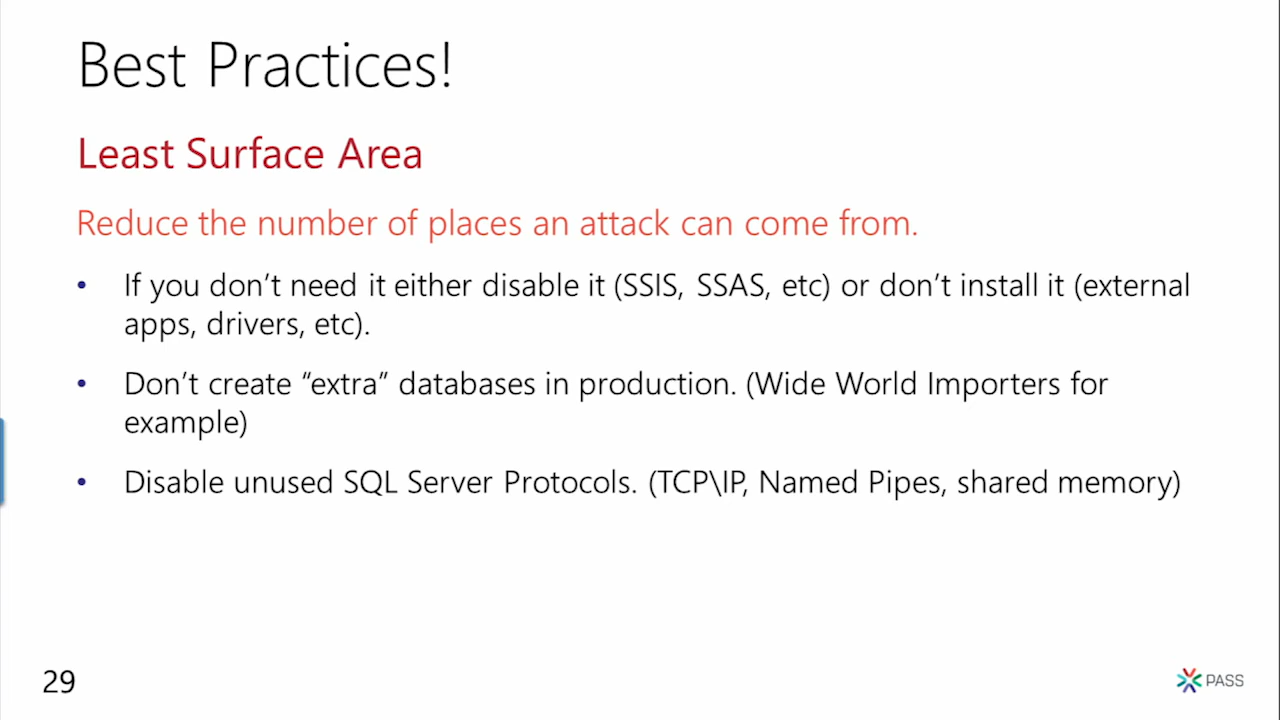 Best Practices!
Least Surface Area
Reduce the number of places an attack can come from.
• If you don’t need it either disable it (SSIS, SSAS, etc) or don’t install it (external
apps, drivers, etc).
• Don’t create “extra” databases in production. (Wide World Importers for
example)
• Disable unused SQL Server Protocols. (TCP\IP, Named Pipes, shared memory)
29
PASS